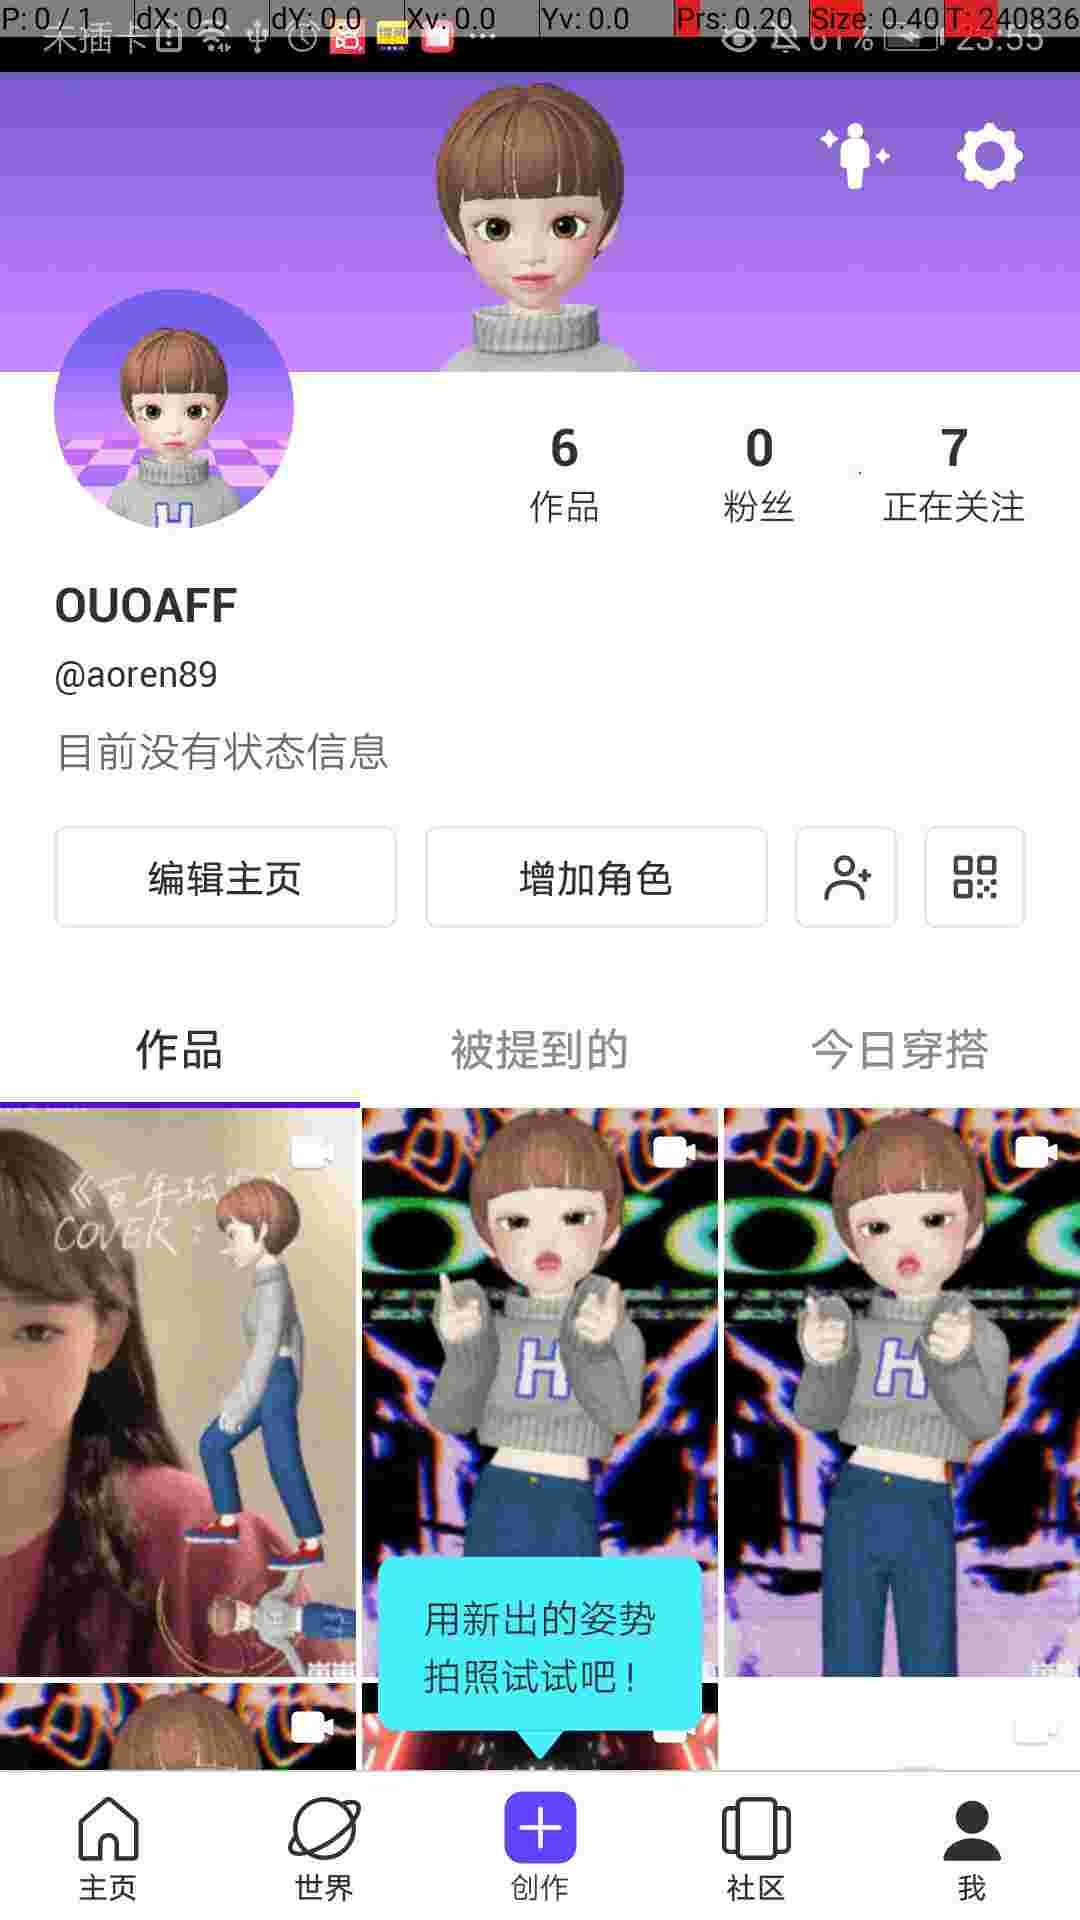 P: 0 / 1 dX: 0.0 dY: 0.0 Xv: 0.0 Yv: 0.0 Prs: 0.20 Size: 0.40 T: 240836
未插卡 61% 23:55
6 0 7
作品 粉丝 正在关注
H
OUOAFF
@aoren89
目前没有状态信息
编辑主页 增加角色
作品 被提到的 今日穿搭
《百年孤
COVER :
H H
用新出的姿势
拍照试试吧!
主页 世界 创作 社区 我